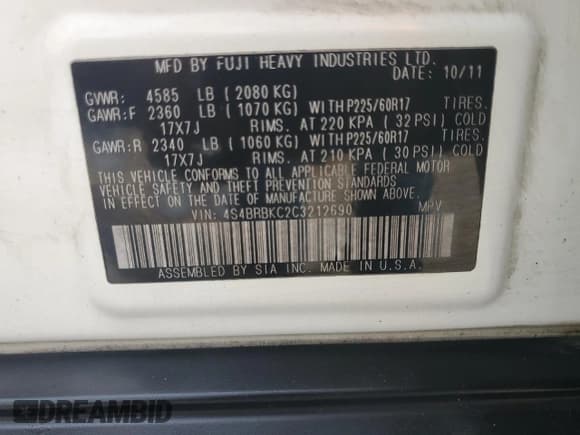 MFD BY FUJI HEAVY INDUSTRIES LTD.
DATE: 10/11
GVWR: 4585 LB ( 2080 KG)
GAWR:F 2360 LB ( 1070 KG) WITH P225/60R17 TIRES.
17X7J RIMS. AT 220 KPA ( 32 PSI) COLD
GAWR:R 2340 LB ( 1060 KG) WITH P225/60R17 TIRES.
17X7J RIMS. AT 210 KPA ( 30 PSI) COLD
THIS VEHICLE CONFORMS TO ALL APPLICABLE FEDERAL MOTOR
VEHICLE SAFETY AND THEFT PREVENTION STANDARDS
IN EFFECT ON THE DATE OF MANUFACTURE SHOWN ABOVE.
VIN: 4S4BRBKC2C3212690 MPV
ASSEMBLED BY SIA INC. MADE IN U.S.A.
DREAMBID